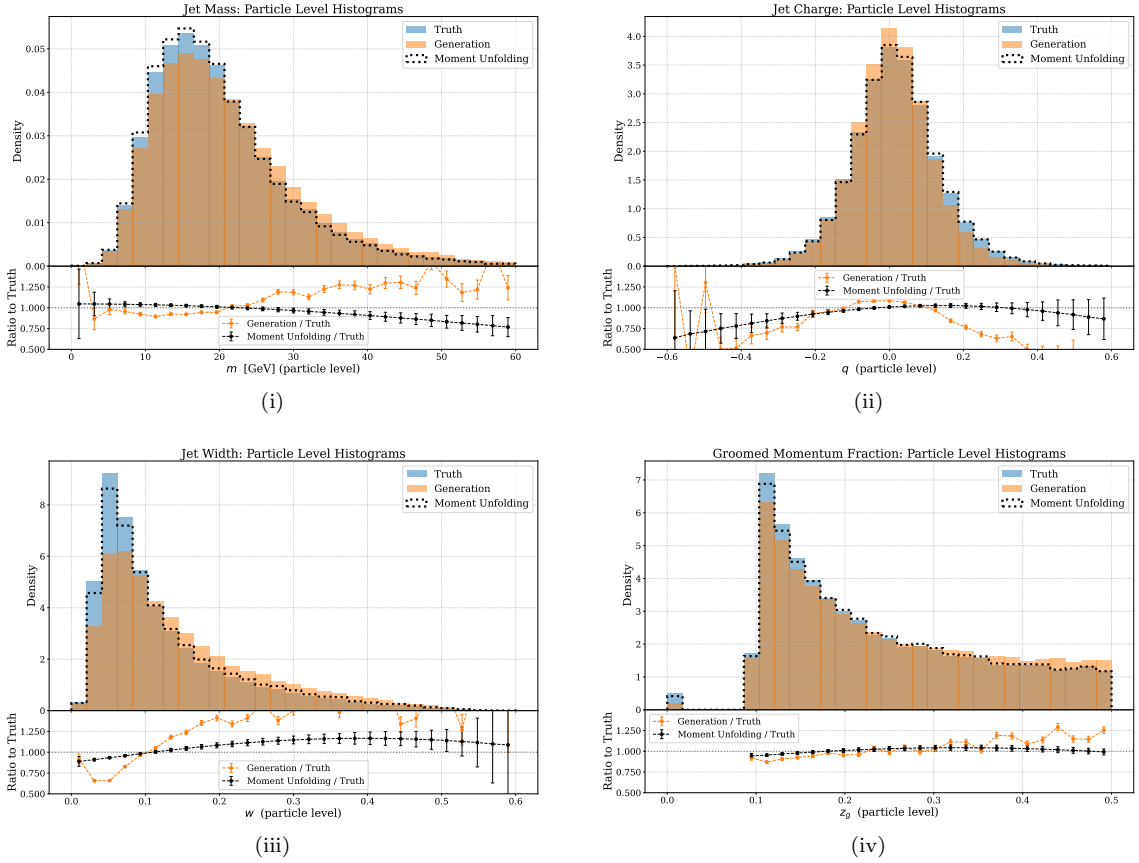 Jet Mass: Particle Level Histograms
Truth
Generation
Moment Unfolding
Density
0.05
0.04
0.03
0.02
0.01
0.00
Ratio to Truth
1.250
1.000
0.750
0.500
Generation / Truth
Moment Unfolding / Truth
0 10 20 30 40 50 60
m [GeV] (particle level)
(i)
Jet Charge: Particle Level Histograms
Truth
Generation
Moment Unfolding
Density
4.0
3.5
3.0
2.5
2.0
1.5
1.0
0.5
0.0
Ratio to Truth
1.250
1.000
0.750
0.500
Generation / Truth
Moment Unfolding / Truth
−0.6 −0.4 −0.2 0.0 0.2 0.4 0.6
q (particle level)
(ii)
Jet Width: Particle Level Histograms
Truth
Generation
Moment Unfolding
Density
8
6
4
2
0
Ratio to Truth
1.250
1.000
0.750
0.500
Generation / Truth
Moment Unfolding / Truth
0.0 0.1 0.2 0.3 0.4 0.5 0.6
w (particle level)
(iii)
Groomed Momentum Fraction: Particle Level Histograms
Truth
Generation
Moment Unfolding
Density
7
6
5
4
3
2
1
0
Ratio to Truth
1.250
1.000
0.750
0.500
Generation / Truth
Moment Unfolding / Truth
0.0 0.1 0.2 0.3 0.4 0.5
z_g (particle level)
(iv)